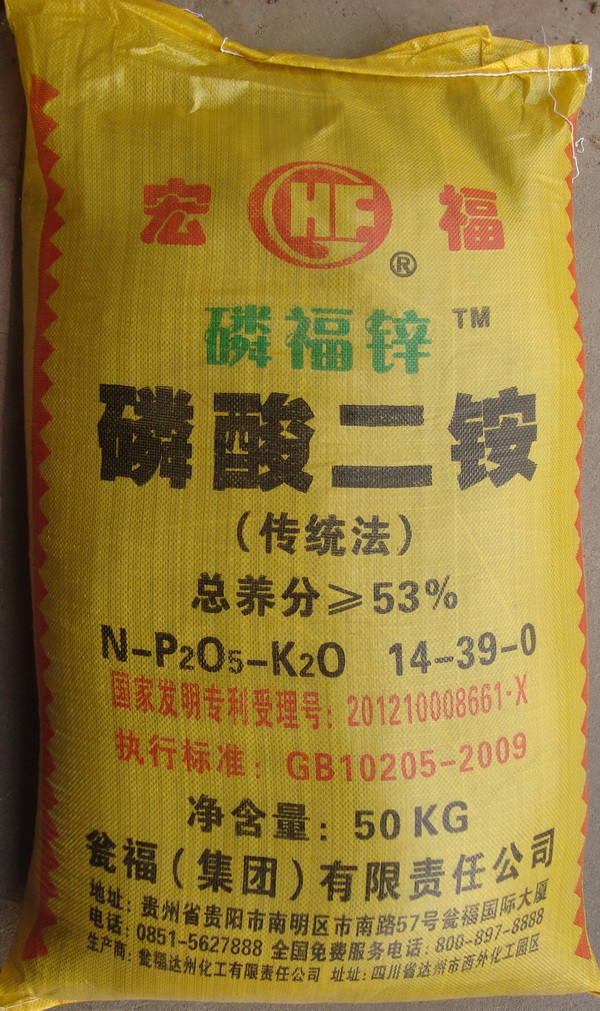 宏 HF 福 ®
磷福锌 TM
磷酸二铵
(传统法)
总养分≥53%
N-P2O5-K2O 14-39-0
国家发明专利受理号:201210008661·X
执行标准:GB10205-2009
净含量:50KG
瓮福(集团)有限责任公司
地址:贵州省贵阳市南明区市南路57号瓮福国际大厦
电话:0851-5627888 全国免费服务电话:800-897-8888
生产商:瓮福达州化工有限责任公司 址址:四川省达州市西外化工园区